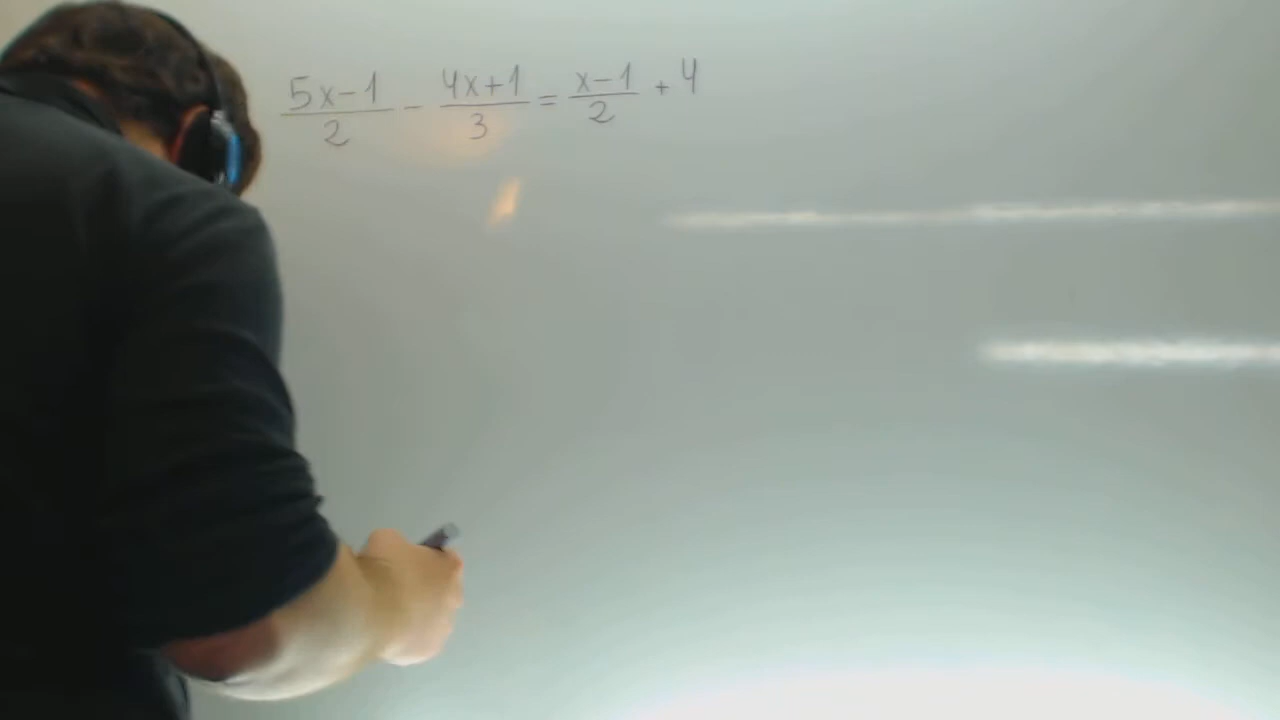 (5x-1)/2 - (4x+1)/3 = (x-1)/2 + 4